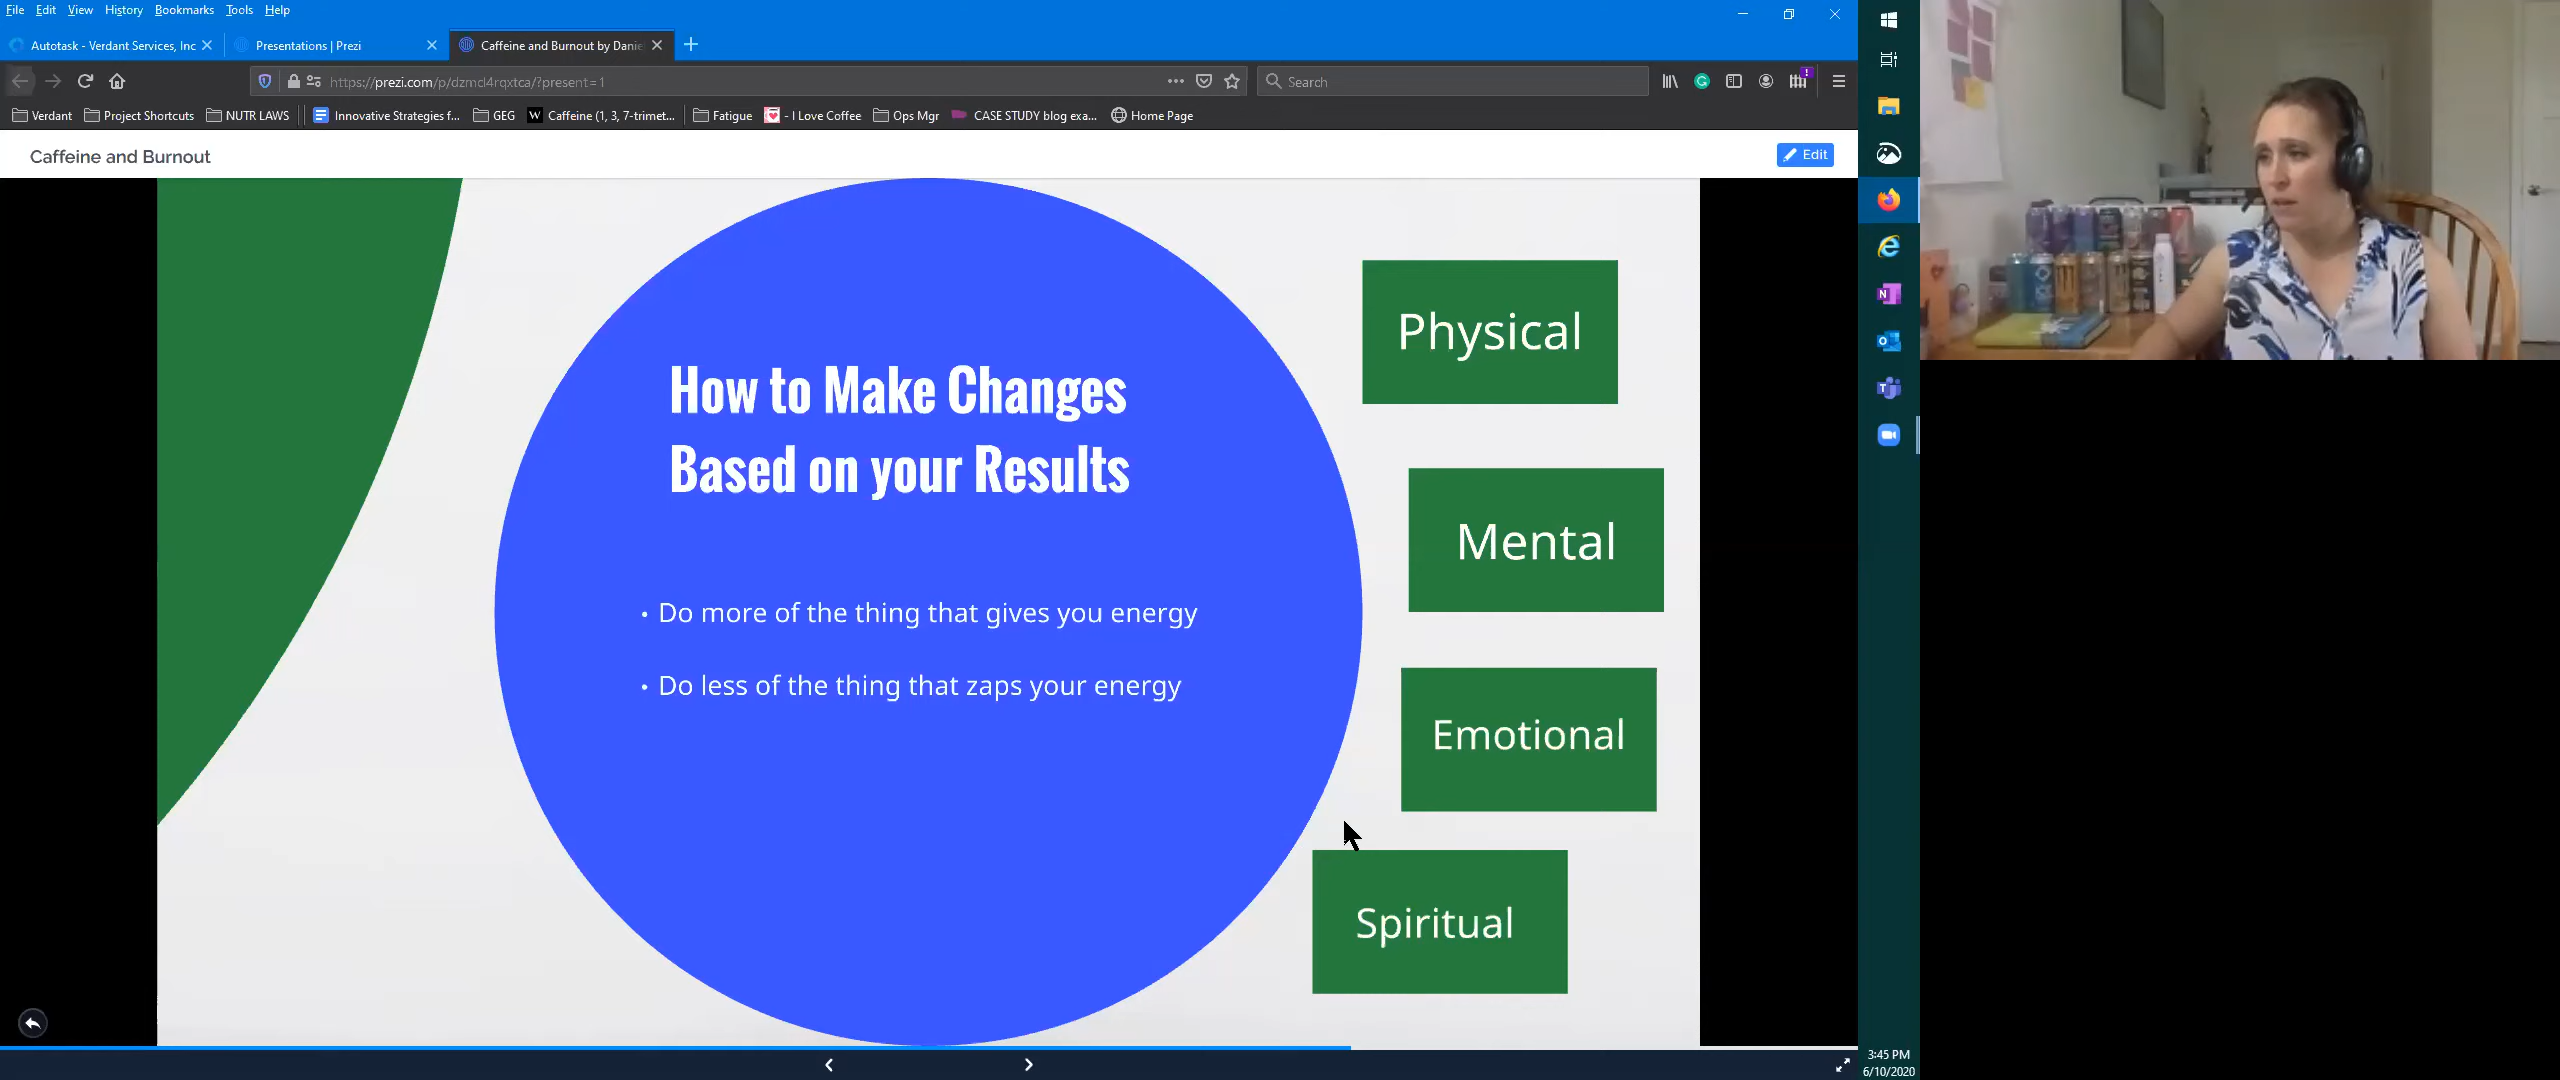 File Edit View History Bookmarks Tools Help
Autotask - Verdant Services, Inc
Presentations | Prezi
Caffeine and Burnout by Danie
https://prezi.com/p/dzmcl4rqxtca/?present=1
Search
Verdant
Project Shortcuts
NUTR LAWS
Innovative Strategies f...
GEG
W Caffeine (1, 3, 7-trimet...
Fatigue
- I Love Coffee
Ops Mgr
CASE STUDY blog exa...
Home Page
Caffeine and Burnout
Edit
How to Make Changes
Based on your Results
• Do more of the thing that gives you energy
• Do less of the thing that zaps your energy
Physical
Mental
Emotional
Spiritual
3:45 PM
6/10/2020